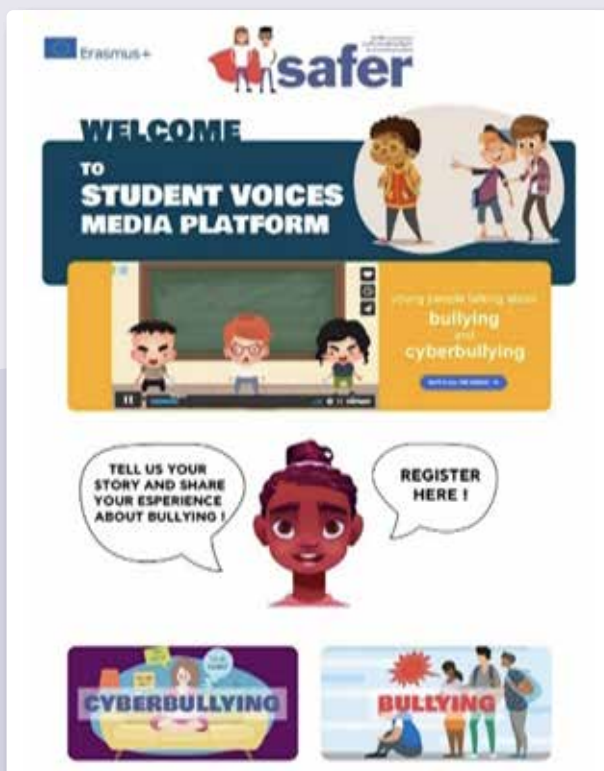 Erasmus+
safer
WELCOME
TO
STUDENT VOICES
MEDIA PLATFORM
young people talking about
bullying
and
cyberbullying
TELL US YOUR
STORY AND SHARE
YOUR ESPERIENCE
ABOUT BULLYING !
REGISTER
HERE !
CYBERBULLYING
BULLYING